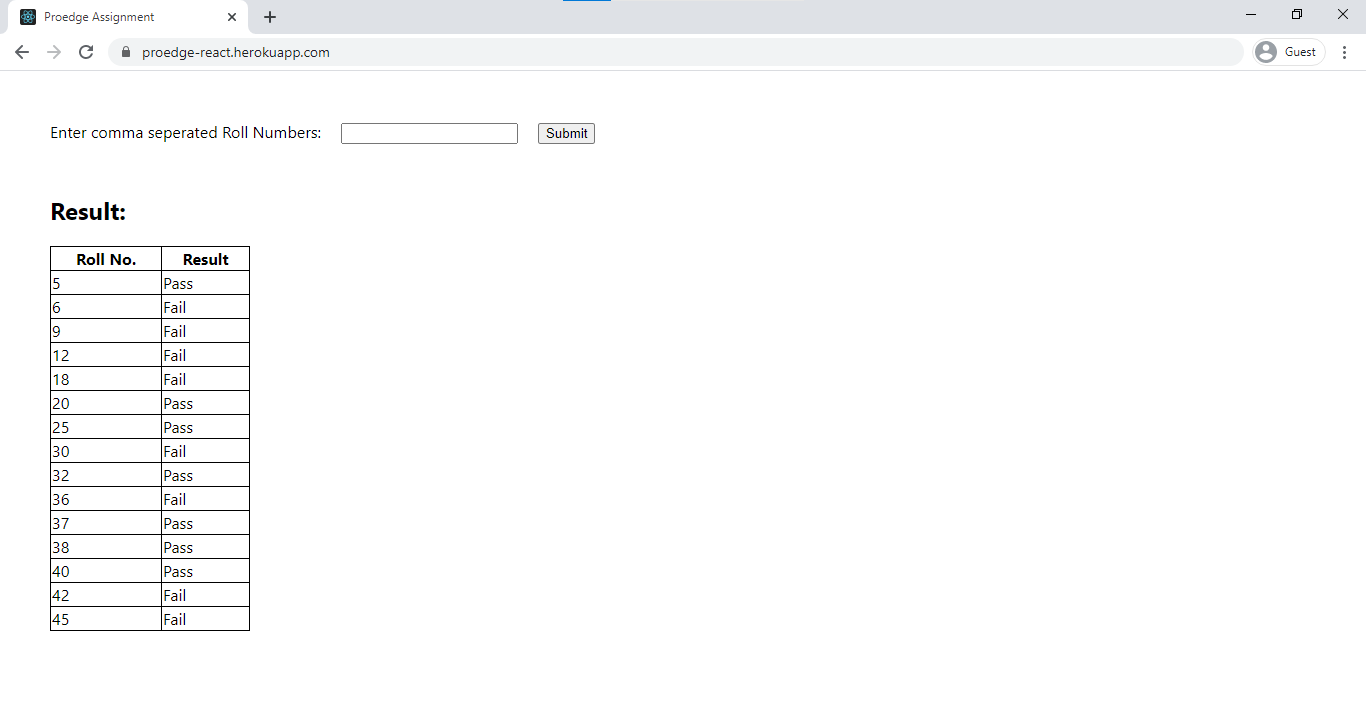 Proedge Assignment
proedge-react.herokuapp.com
Guest
Enter comma seperated Roll Numbers:
Submit
Result:
Roll No. Result
5 Pass
6 Fail
9 Fail
12 Fail
18 Fail
20 Pass
25 Pass
30 Fail
32 Pass
36 Fail
37 Pass
38 Pass
40 Pass
42 Fail
45 Fail